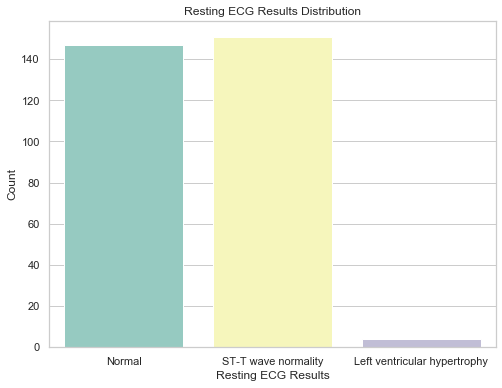 Resting ECG Results Distribution
140
120
100
80
60
40
20
0
Count
Normal
ST-T wave normality
Left ventricular hypertrophy
Resting ECG Results